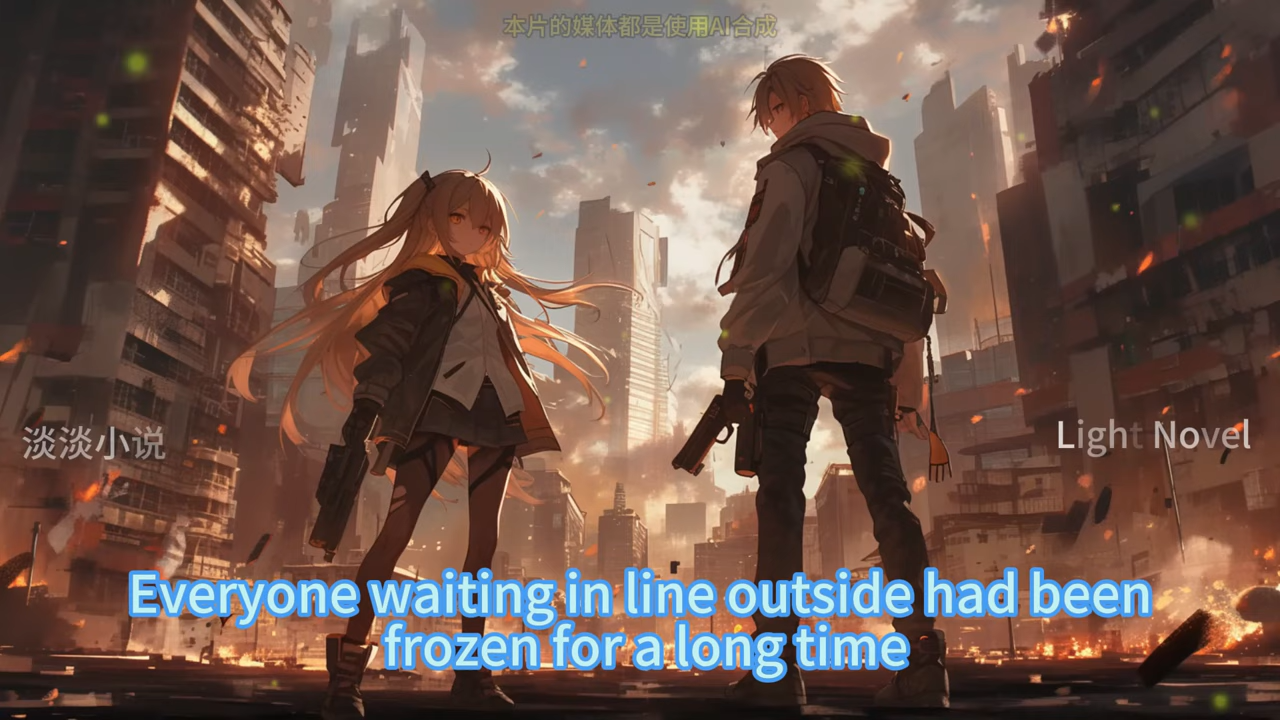 本片的媒体都是使用AI合成
淡淡小说
Light Novel
Everyone waiting in line outside had been
frozen for a long time